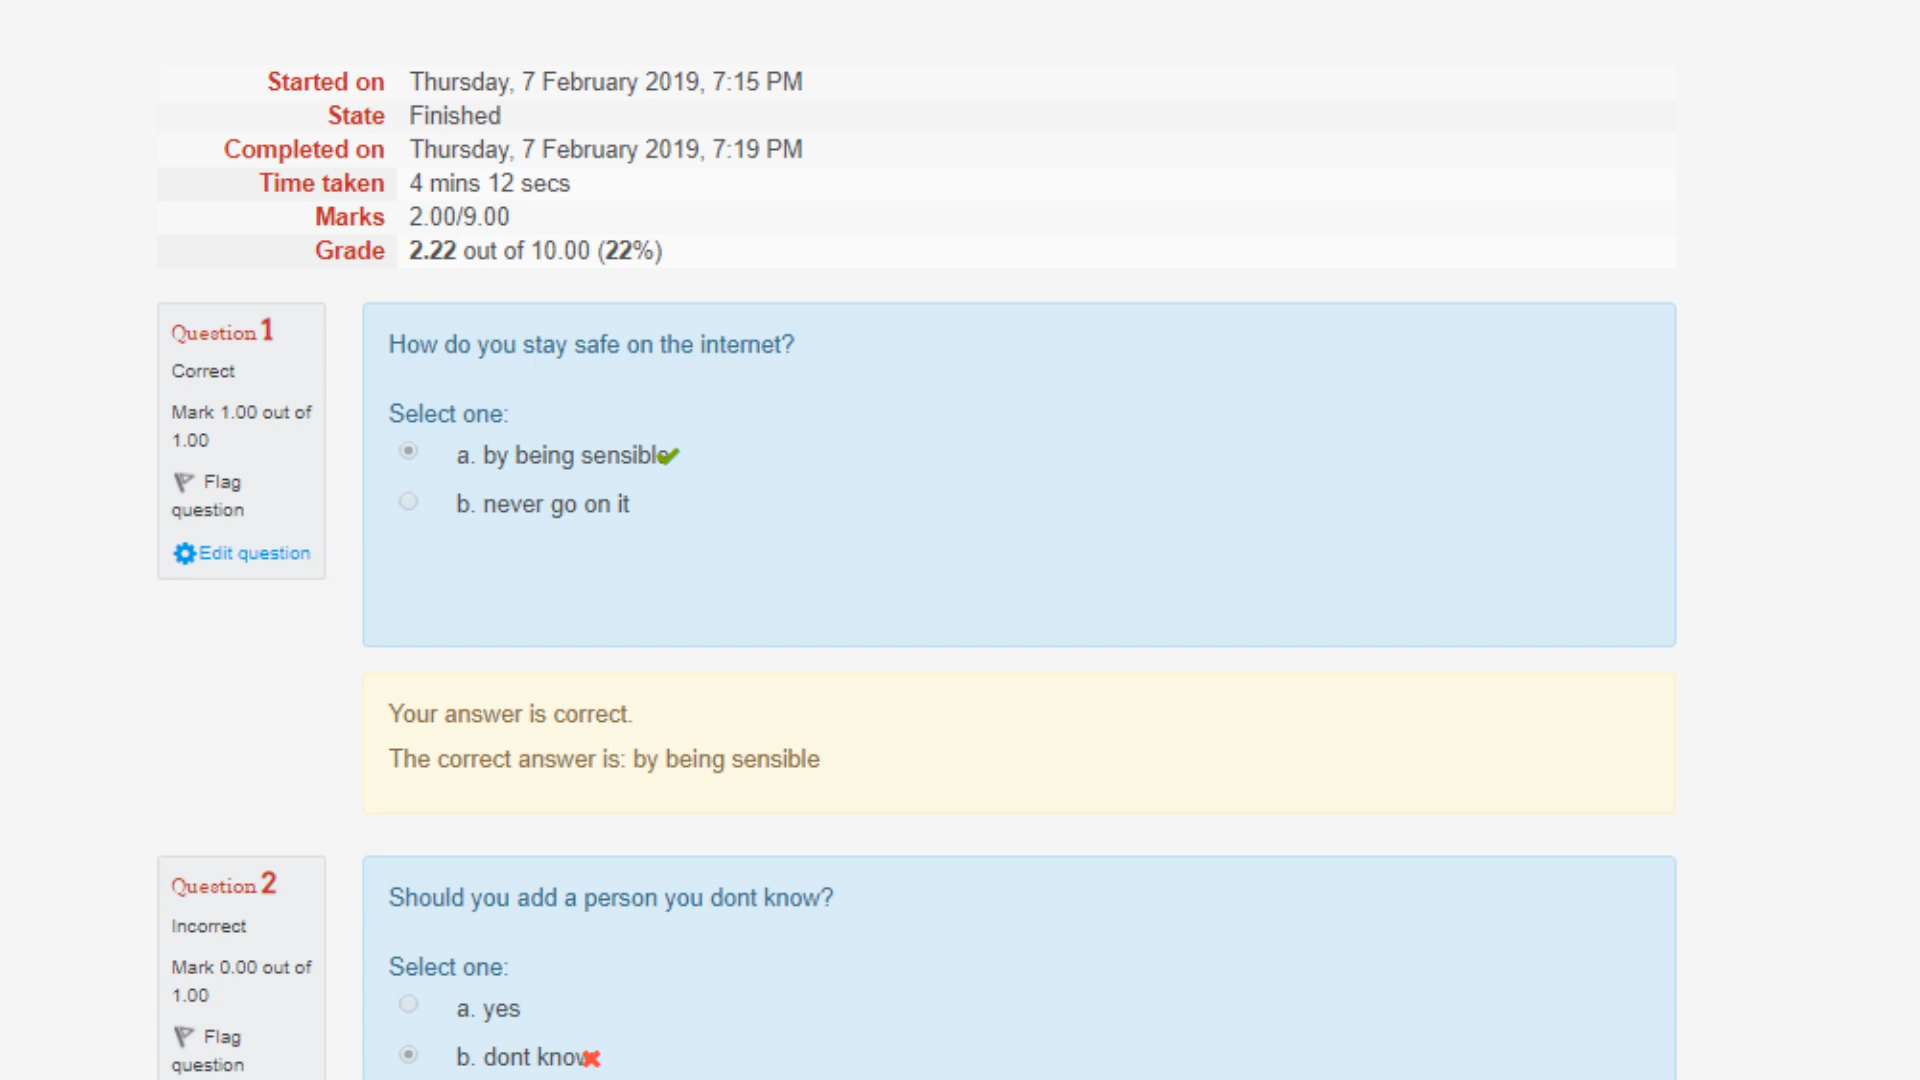 Started on Thursday, 7 February 2019, 7:15 PM
State Finished
Completed on Thursday, 7 February 2019, 7:19 PM
Time taken 4 mins 12 secs
Marks 2.00/9.00
Grade 2.22 out of 10.00 (22%)
Question 1
Correct
Mark 1.00 out of
1.00
Flag
question
Edit question
How do you stay safe on the internet?
Select one:
a. by being sensible
b. never go on it
Your answer is correct.
The correct answer is: by being sensible
Question 2
Incorrect
Mark 0.00 out of
1.00
Flag
question
Should you add a person you dont know?
Select one:
a. yes
b. dont know